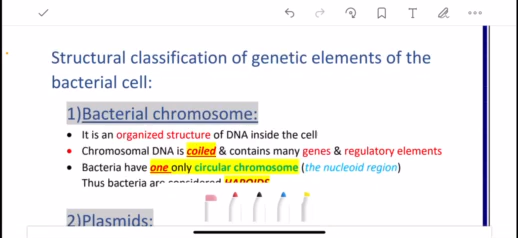 Structural classification of genetic elements of the
bacterial cell:
1)Bacterial chromosome:
• It is an organized structure of DNA inside the cell
• Chromosomal DNA is coiled & contains many genes & regulatory elements
• Bacteria have one only circular chromosome (the nucleoid region)
Thus bacteria are considered
2)Plasmids: